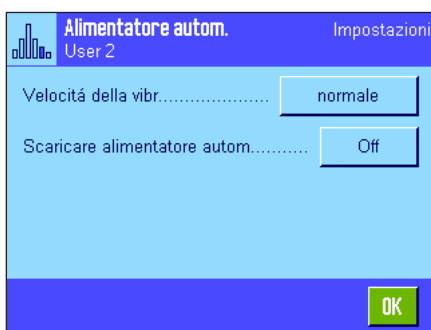 Alimentatore autom. Impostazioni
User 2
Velocitá della vibr..................... normale
Scaricare alimentatore autom........... Off
OK